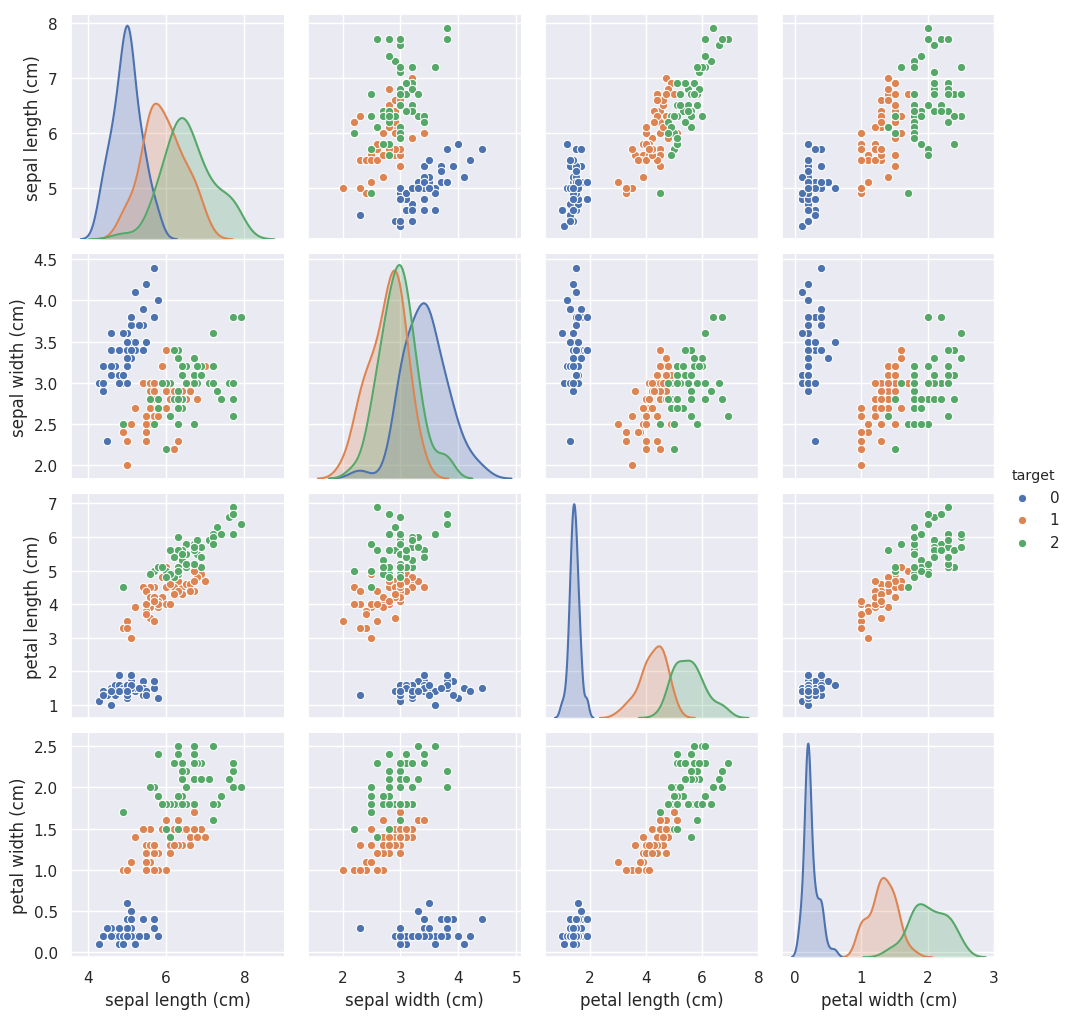 8
7
6
5
sepal length (cm)
4.5
4.0
3.5
3.0
2.5
2.0
sepal width (cm)
target
0
1
2
7
6
5
4
3
2
1
petal length (cm)
2.5
2.0
1.5
1.0
0.5
0.0
petal width (cm)
4 6 8
2 3 4 5
2 4 6 8
0 1 2 3
sepal length (cm)
sepal width (cm)
petal length (cm)
petal width (cm)